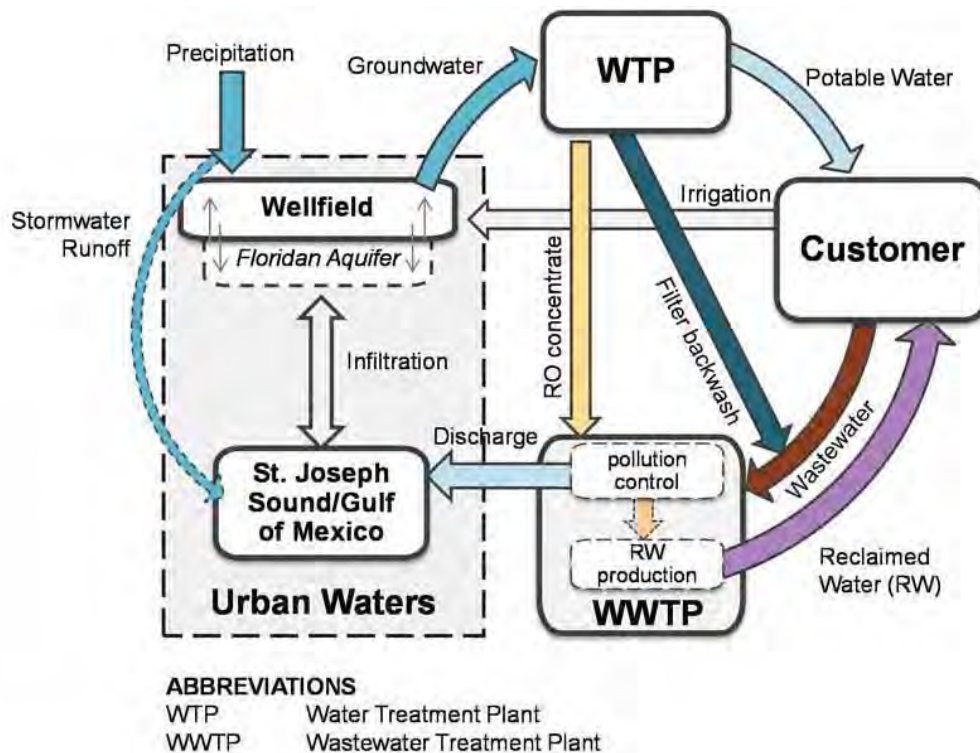 Precipitation
Groundwater
WTP
Potable Water
Stormwater
Runoff
Wellfield
Floridan Aquifer
Irrigation
Customer
Infiltration
RO concentrate
Filter backwash
Wastewater
Discharge
St. Joseph
Sound/Gulf
of Mexico
pollution
control
RW
production
Reclaimed
Water (RW)
Urban Waters
WWTP
ABBREVIATIONS
WTP Water Treatment Plant
WWTP Wastewater Treatment Plant